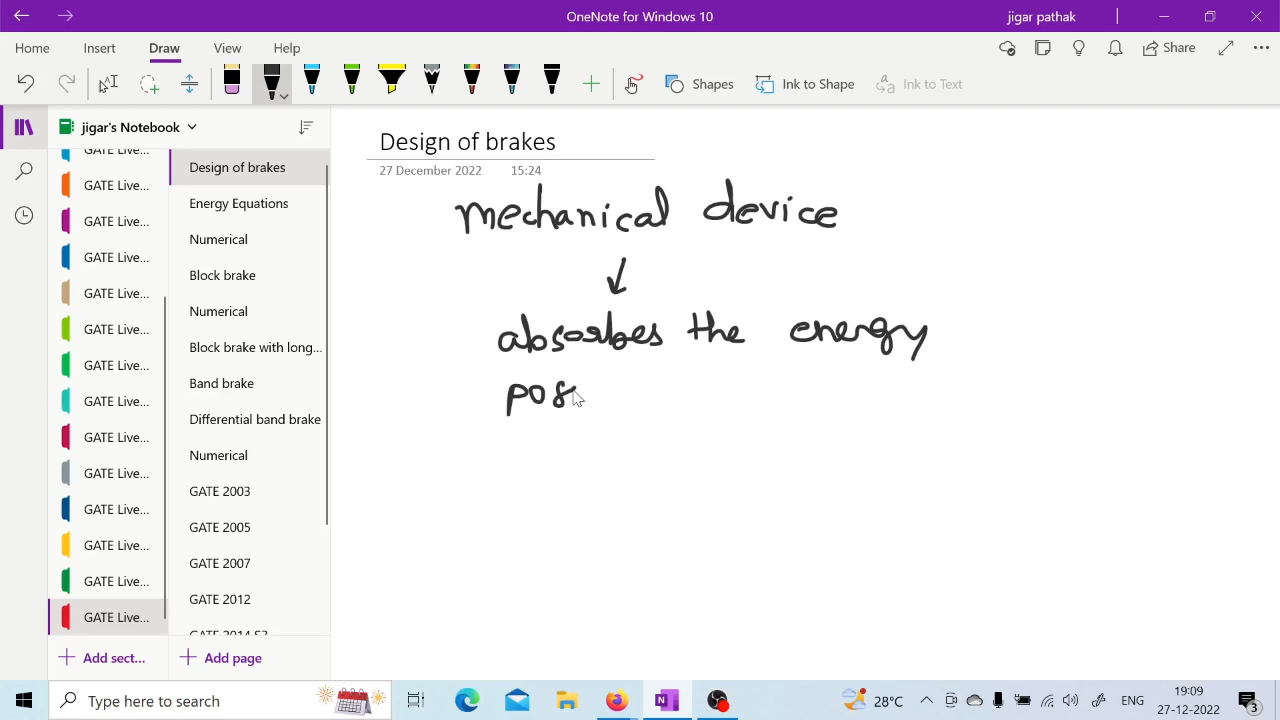 OneNote for Windows 10
jigar pathak
Home Insert Draw View Help
Share
Shapes Ink to Shape Ink to Text
jigar's Notebook
GATE Live...
GATE Live...
GATE Live...
GATE Live...
GATE Live...
GATE Live...
GATE Live...
GATE Live...
GATE Live...
GATE Live...
GATE Live...
GATE Live...
GATE Live...
GATE Live...
Add sect...
Design of brakes
Energy Equations
Numerical
Block brake
Numerical
Block brake with long...
Band brake
Differential band brake
Numerical
GATE 2003
GATE 2005
GATE 2007
GATE 2012
GATE 2014 S3
Add page
Design of brakes
27 December 2022 15:24
mechanical device
absorbes the energy
pos
Type here to search
28°C
ENG
19:09
27-12-2022
3